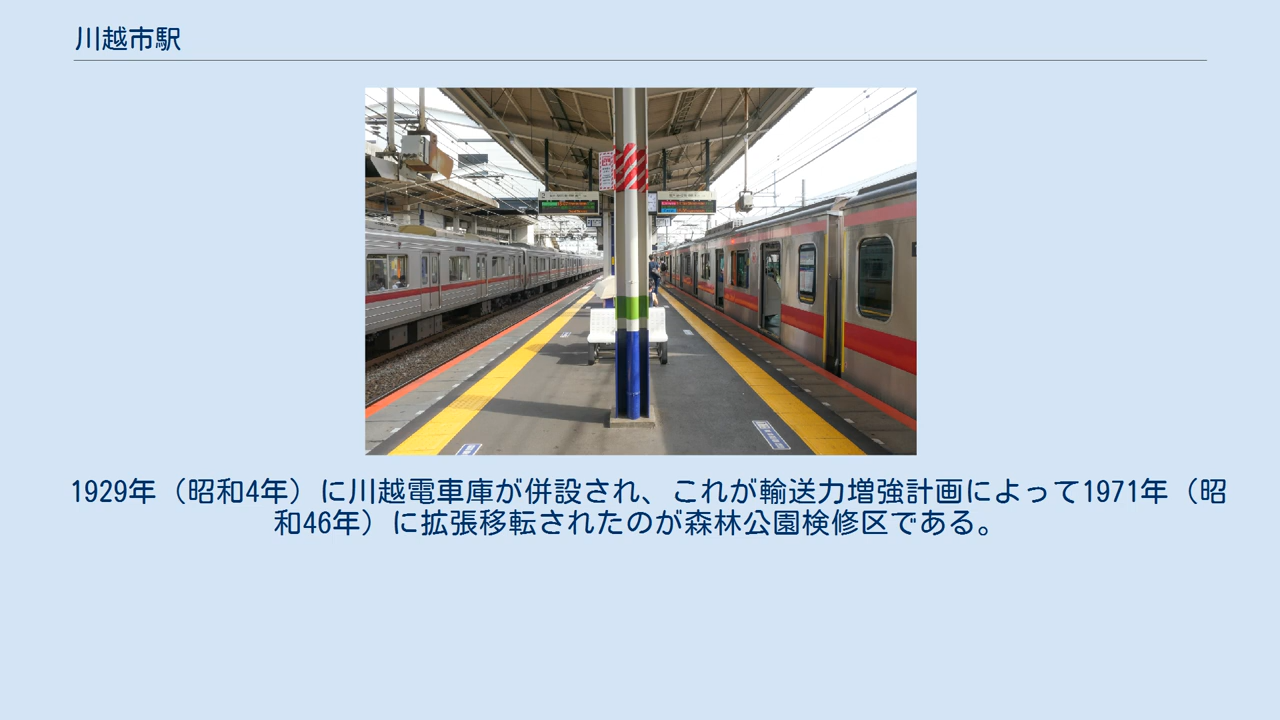 川越市駅
1929年（昭和4年）に川越電車庫が併設され、これが輸送力増強計画によって1971年（昭
和46年）に拡張移転されたのが森林公園検修区である。